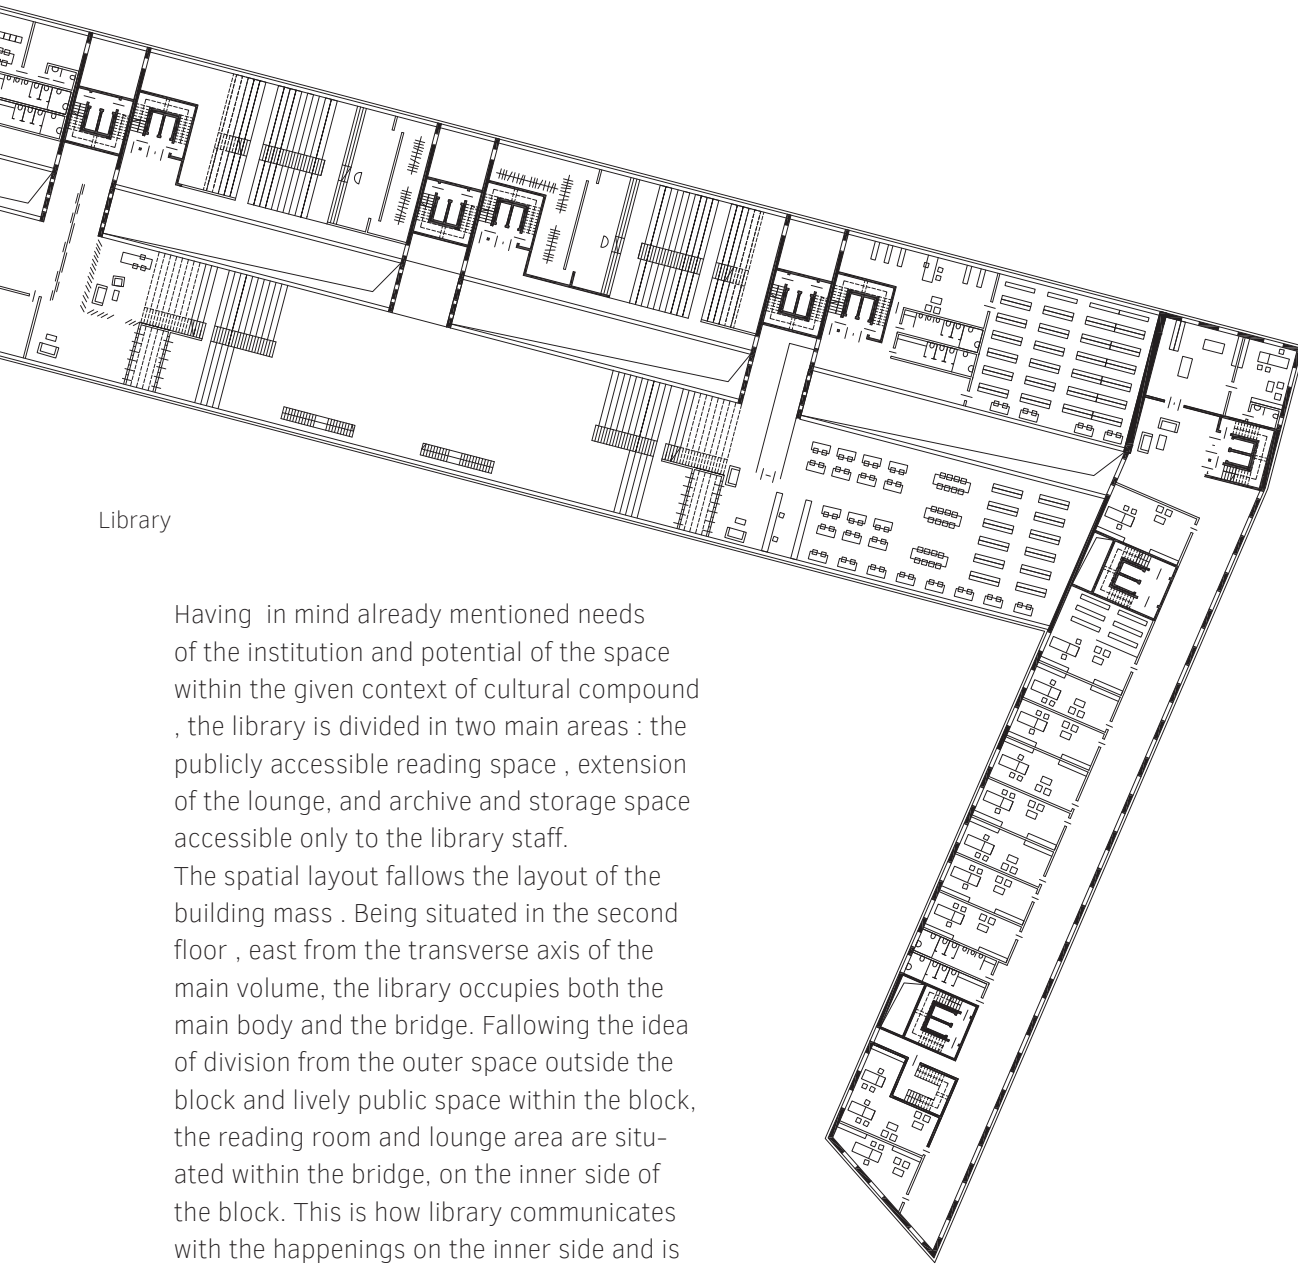 Library
Having  in mind already mentioned needs
of the institution and potential of the space
within the given context of cultural compound
, the library is divided in two main areas : the
publicly accessible reading space , extension
of the lounge, and archive and storage space
accessible only to the library staff.
The spatial layout fallows the layout of the
building mass . Being situated in the second
floor , east from the transverse axis of the
main volume, the library occupies both the
main body and the bridge. Fallowing the idea
of division from the outer space outside the
block and lively public space within the block,
the reading room and lounge area are situ-
ated within the bridge, on the inner side of
the block. This is how library communicates
with the happenings on the inner side and is